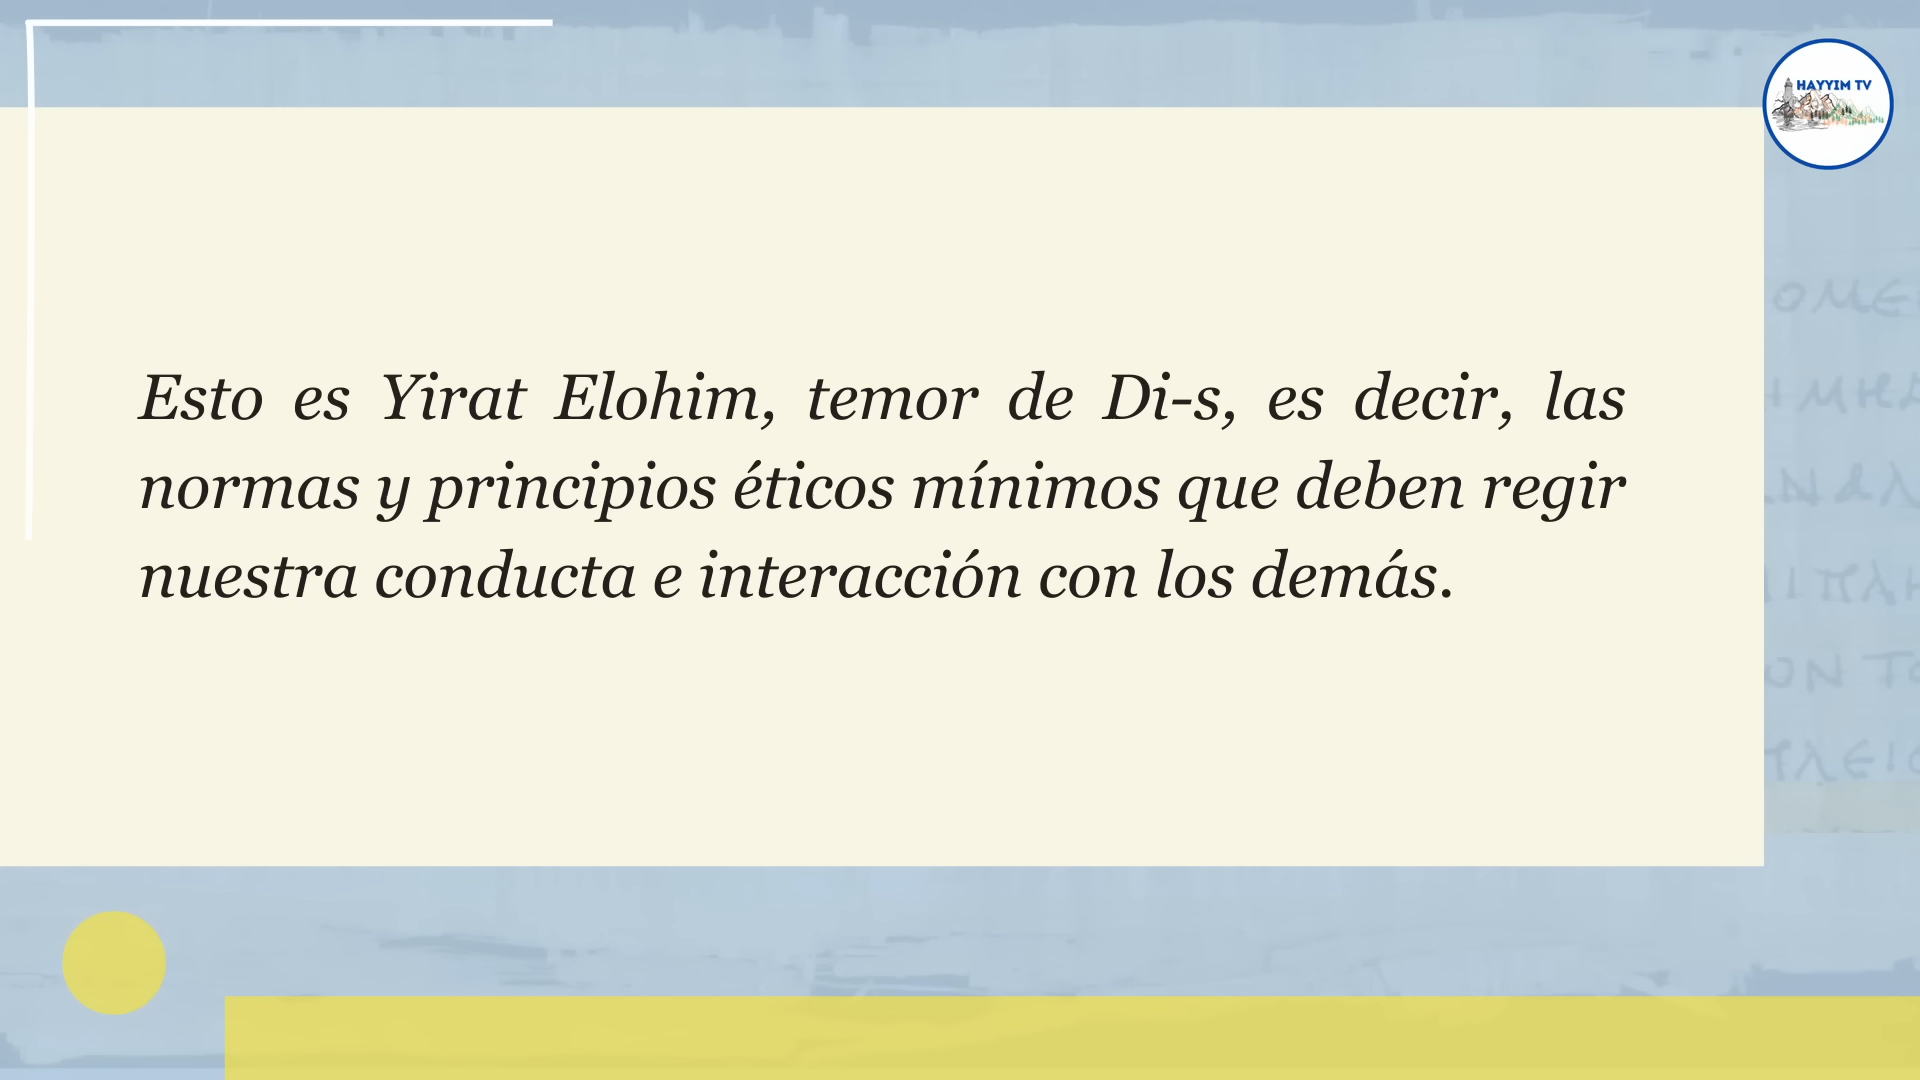 HAYYIM TV
Esto es Yirat Elohim, temor de Di-s, es decir, las
normas y principios éticos mínimos que deben regir
nuestra conducta e interacción con los demás.